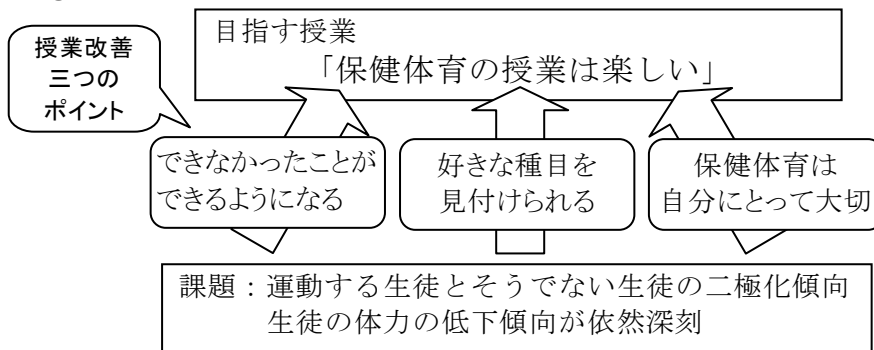 目指す授業
「保健体育の授業は楽しい」
授業改善
三つの
ポイント
できなかったことが
できるようになる
好きな種目を
見付けられる
保健体育は
自分にとって大切
課題：運動する生徒とそうでない生徒の二極化傾向
生徒の体力の低下傾向が依然深刻